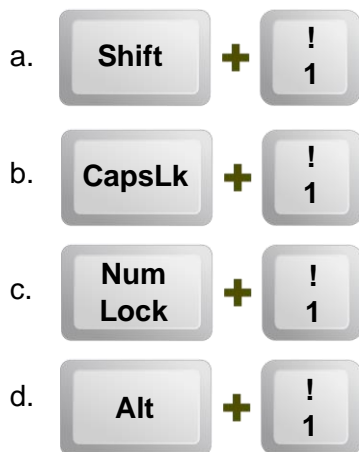 a. Shift + ! 1
b. CapsLk + ! 1
c. Num Lock + ! 1
d. Alt + ! 1